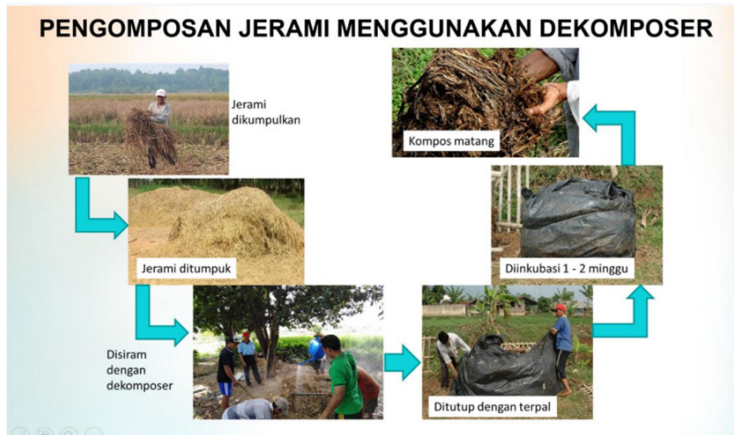 PENGOMPOSAN JERAMI MENGGUNAKAN DEKOMPOSER
Jerami
dikumpulkan
Jerami ditumpuk
Disiram
dengan
dekomposer
Ditutup dengan terpal
Diinkubasi 1 - 2 minggu
Kompos matang